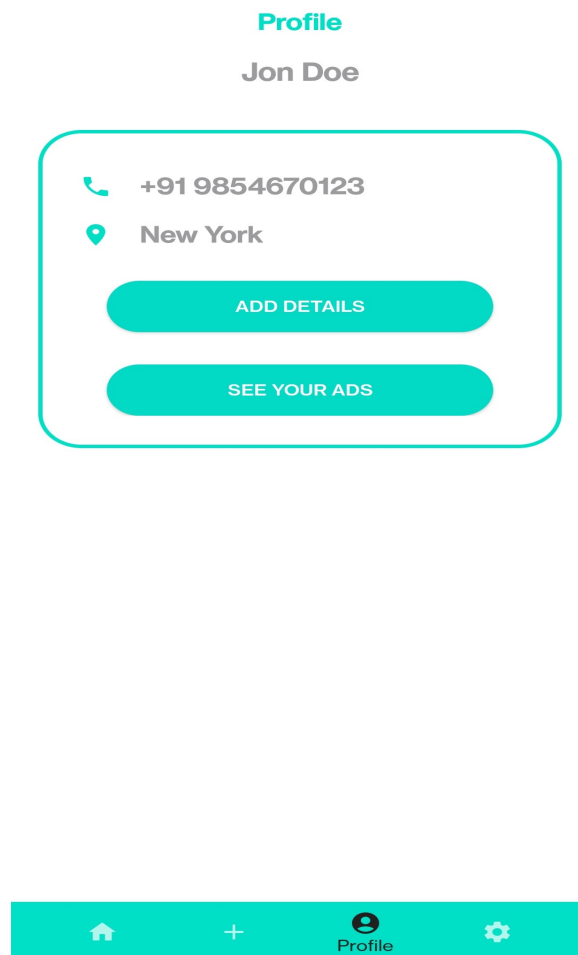 Profile
Jon Doe
+91 9854670123
New York
ADD DETAILS
SEE YOUR ADS
Profile